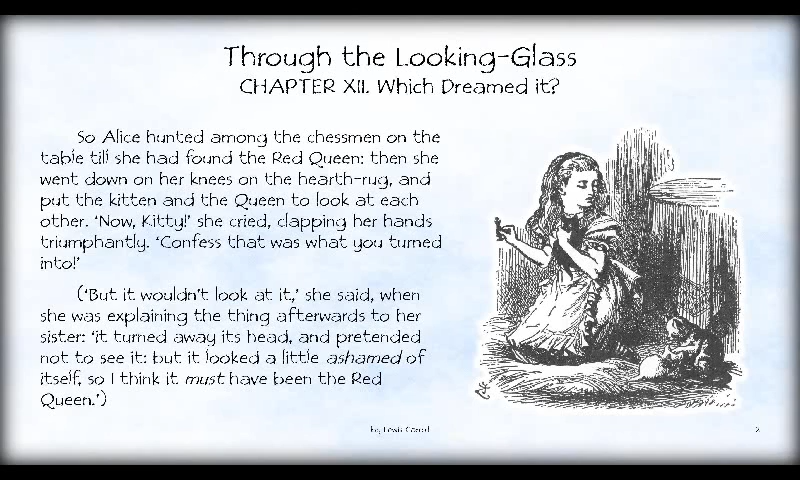 Through the Looking-Glass
CHAPTER XII. Which Dreamed it?
So Alice hunted among the chessmen on the
table till she had found the Red Queen: then she
went down on her knees on the hearth-rug, and
put the kitten and the Queen to look at each
other. ‘Now, Kitty!’ she cried, clapping her hands
triumphantly. ‘Confess that was what you turned
into!’
(‘But it wouldn’t look at it,’ she said, when
she was explaining the thing afterwards to her
sister: ‘it turned away its head, and pretended
not to see it: but it looked a little ashamed of
itself, so I think it must have been the Red
Queen.’)
by Lewis Carroll
2